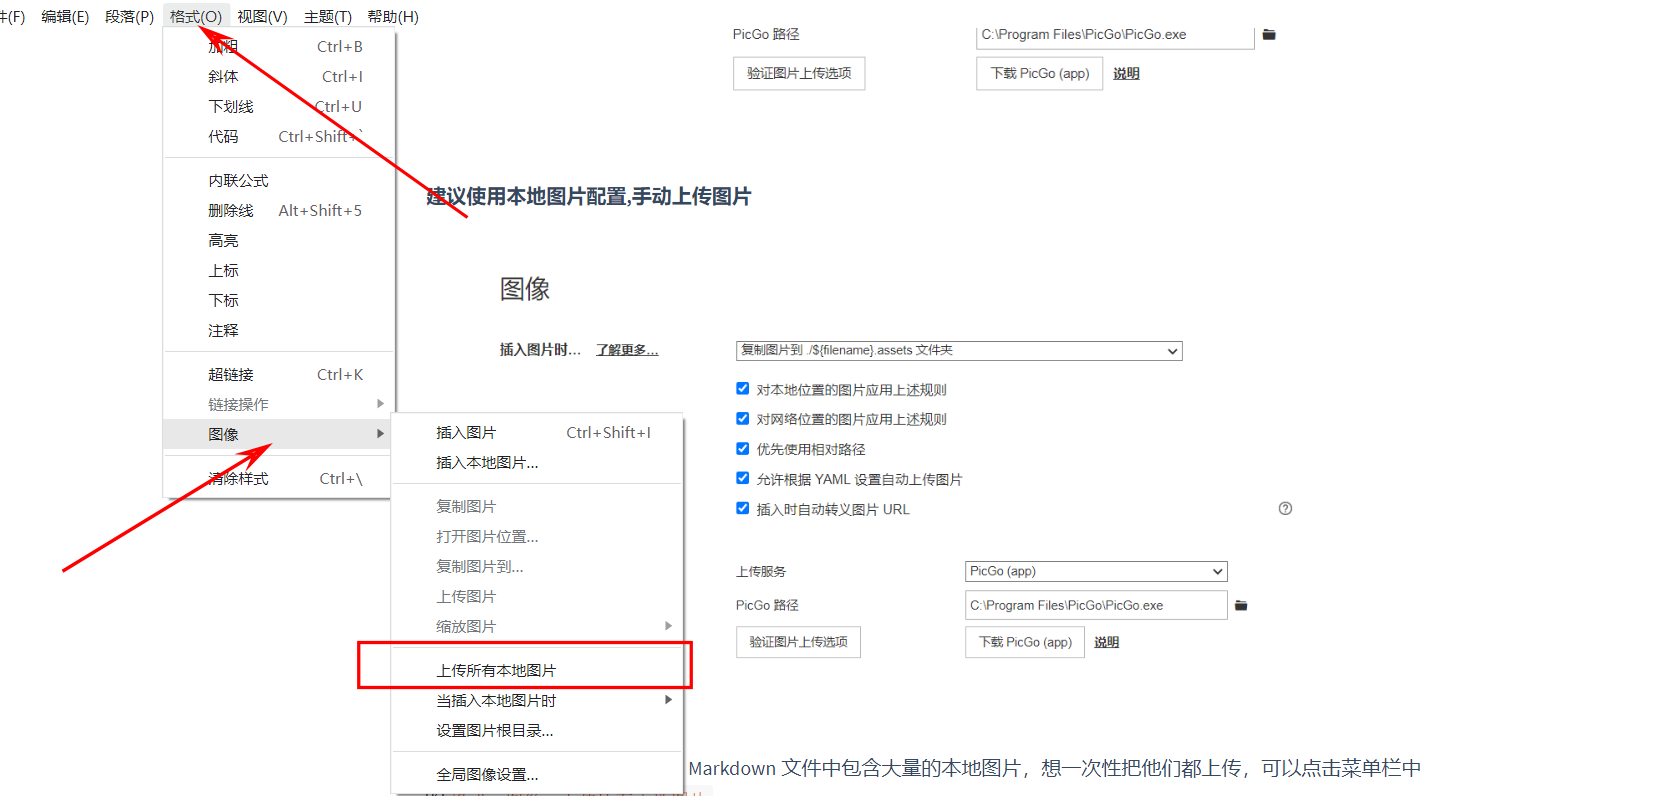 件(F) 编辑(E) 段落(P) 格式(O) 视图(V) 主题(T) 帮助(H)
加粗 Ctrl+B
斜体 Ctrl+I
下划线 Ctrl+U
代码 Ctrl+Shift+`
内联公式
删除线 Alt+Shift+5
高亮
上标
下标
注释
超链接 Ctrl+K
链接操作
图像
清除样式 Ctrl+\
插入图片 Ctrl+Shift+I
插入本地图片...
复制图片
打开图片位置...
复制图片到...
上传图片
缩放图片
上传所有本地图片
当插入本地图片时
设置图片根目录...
全局图像设置...
PicGo 路径 C:\Program Files\PicGo\PicGo.exe
验证图片上传选项 下载 PicGo (app) 说明
建议使用本地图片配置,手动上传图片
图像
插入图片时... 了解更多... 复制图片到 ./${filename}.assets 文件夹
对本地位置的图片应用上述规则
对网络位置的图片应用上述规则
优先使用相对路径
允许根据 YAML 设置自动上传图片
插入时自动转义图片 URL
上传服务 PicGo (app)
PicGo 路径 C:\Program Files\PicGo\PicGo.exe
验证图片上传选项 下载 PicGo (app) 说明
Markdown 文件中包含大量的本地图片，想一次性把他们都上传，可以点击菜单栏中